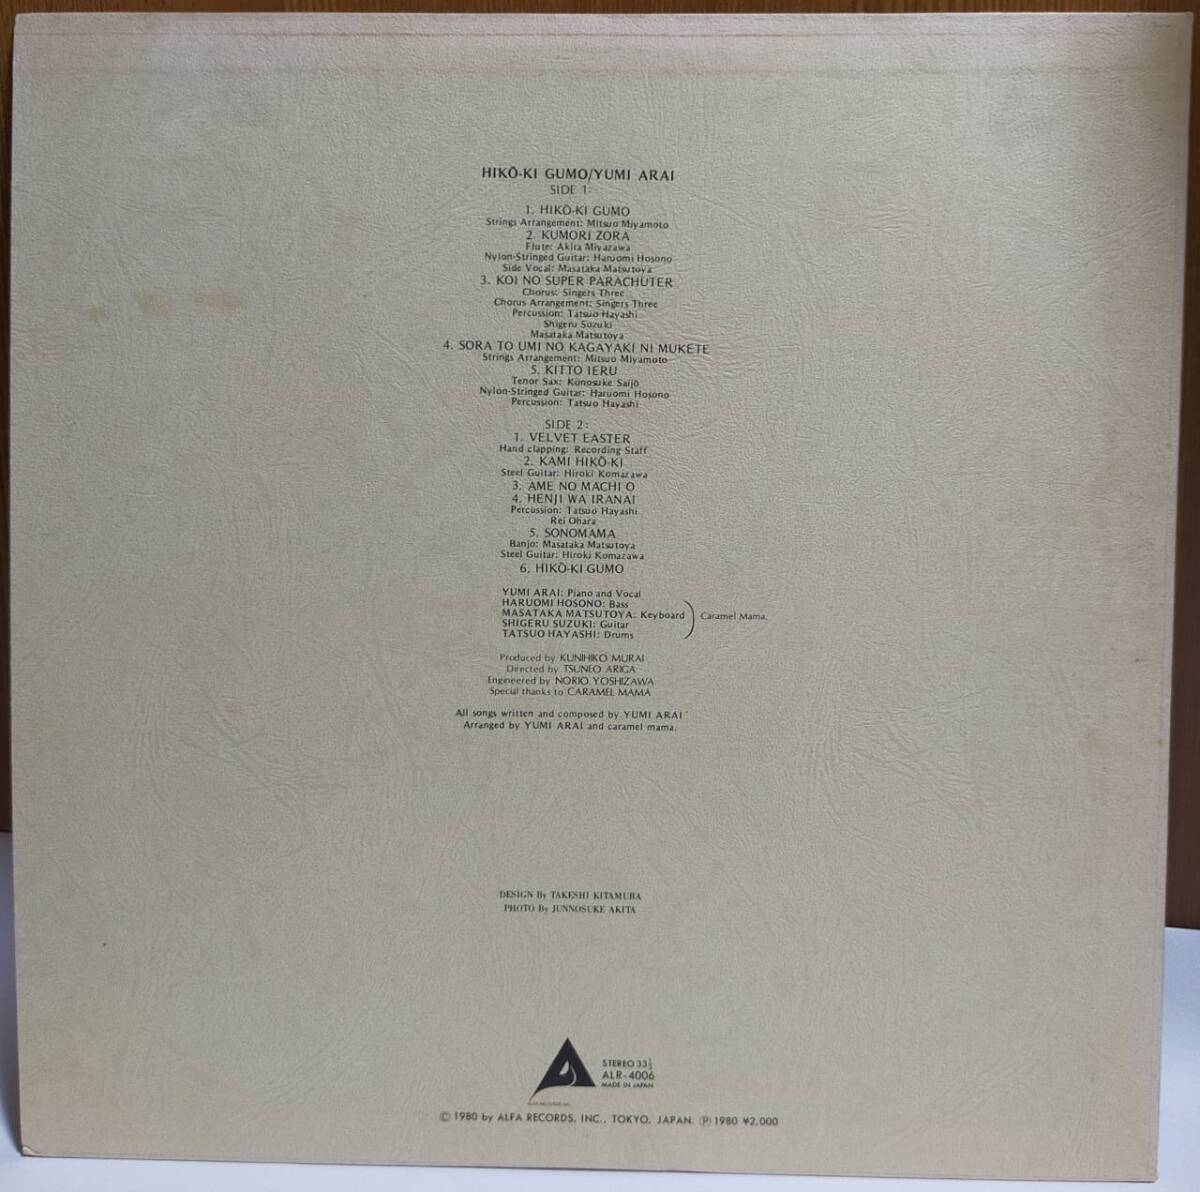 HIKŌ-KI GUMO/YUMI ARAI
SIDE 1:
1. HIKŌ-KI GUMO
Strings Arrangement: Mitsuo Miyamoto
2. KUMORI ZORA
Flute: Akira Miyazawa
Nylon-Stringed Guitar: Haruomi Hosono
Side Vocal: Masataka Matsutoya
3. KOI NO SUPER PARACHUTER
Chorus: Singers Three
Chorus Arrangement: Singers Three
Percussion: Tatsuo Hayashi
Shigeru Suzuki
Masataka Matsutoya
4. SORA TO UMI NO KAGAYAKI NI MUKETE
Strings Arrangement: Mitsuo Miyamoto
5. KITTO IERU
Tenor Sax: Konosuke Saijō
Nylon-Stringed Guitar: Haruomi Hosono
Percussion: Tatsuo Hayashi
SIDE 2:
1. VELVET EASTER
Hand clapping: Recording Staff
2. KAMI HIKŌ-KI
Steel Guitar: Hiroki Komazawa
3. AME NO MACHI O
4. HENJI WA IRANAI
Percussion: Tatsuo Hayashi
Rei Ohara
5. SONOMAMA
Banjo: Masataka Matsutoya
Steel Guitar: Hiroki Komazawa
6. HIKŌ-KI GUMO
YUMI ARAI: Piano and Vocal
HARUOMI HOSONO: Bass
MASATAKA MATSUTOYA: Keyboard
SHIGERU SUZUKI: Guitar
TATSUO HAYASHI: Drums
Caramel Mama.
Produced by KUNIHIKO MURAI
Directed by TSUNEO ARIGA
Engineered by NORIO YOSHIZAWA
Special thanks to CARAMEL MAMA
All songs written and composed by YUMI ARAI
Arranged by YUMI ARAI and caramel mama.
DESIGN By TAKESHI KITAMURA
PHOTO By JUNNOSUKE AKITA
STEREO 33⅓
ALR-4006
MADE IN JAPAN
© 1980 by ALFA RECORDS, INC., TOKYO, JAPAN. ℗ 1980 ¥2,000